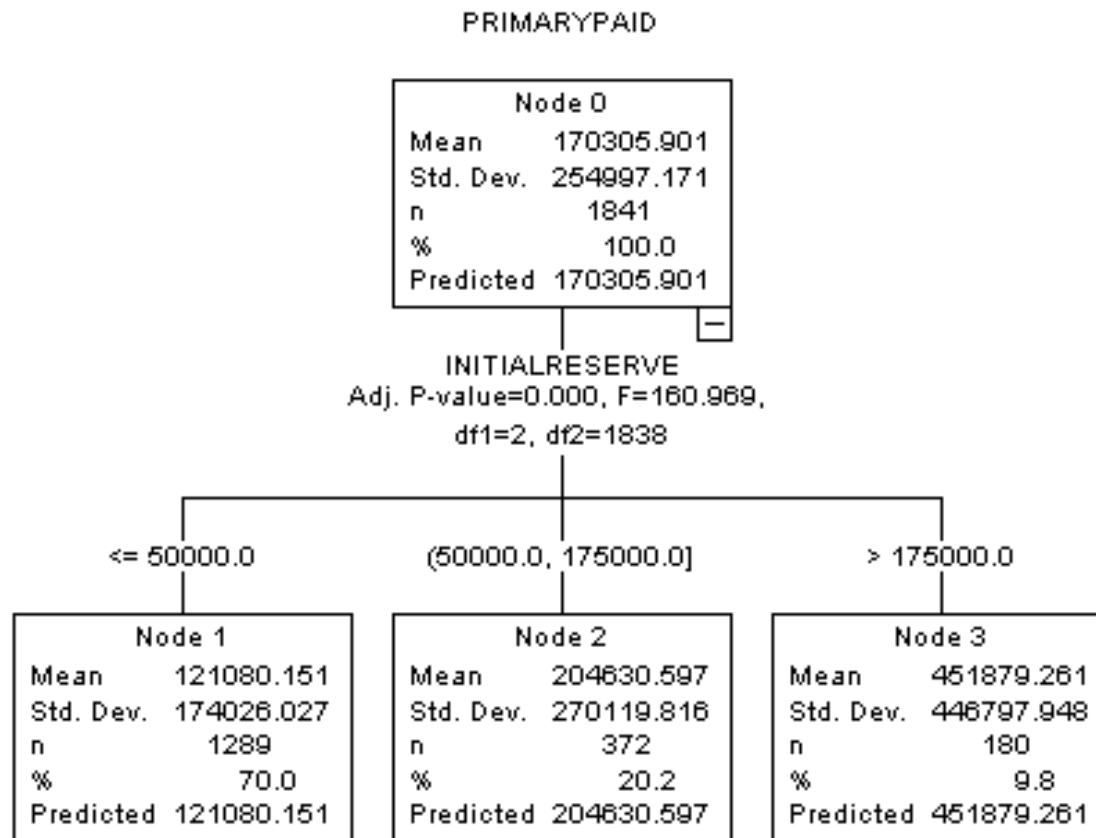 PRIMARYPAID
Node 0
Mean 170305.901
Std. Dev. 254997.171
n 1841
% 100.0
Predicted 170305.901
INITIALRESERVE
Adj. P-value=0.000, F=160.969,
df1=2, df2=1838
<= 50000.0
(50000.0, 175000.0]
> 175000.0
Node 1
Mean 121080.151
Std. Dev. 174026.027
n 1289
% 70.0
Predicted 121080.151
Node 2
Mean 204630.597
Std. Dev. 270119.816
n 372
% 20.2
Predicted 204630.597
Node 3
Mean 451879.261
Std. Dev. 446797.948
n 180
% 9.8
Predicted 451879.261